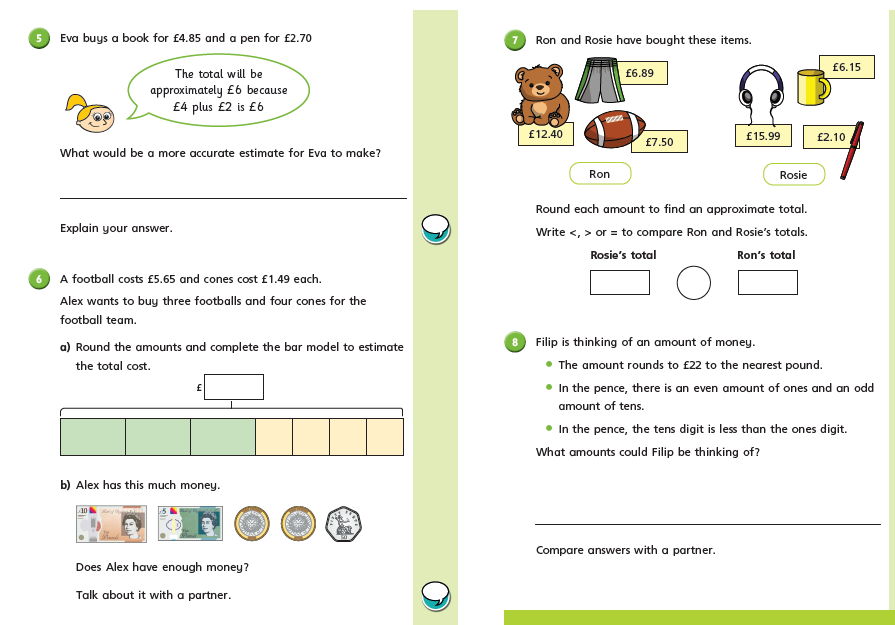 5 Eva buys a book for £4.85 and a pen for £2.70
The total will be
approximately £6 because
£4 plus £2 is £6
What would be a more accurate estimate for Eva to make?
Explain your answer.
6 A football costs £5.65 and cones cost £1.49 each.
Alex wants to buy three footballs and four cones for the
football team.
a) Round the amounts and complete the bar model to estimate
the total cost.
£
b) Alex has this much money.
£10
£5
50
Does Alex have enough money?
Talk about it with a partner.
7 Ron and Rosie have bought these items.
£6.89
£12.40
£7.50
Ron
£6.15
£15.99
£2.10
Rosie
Round each amount to find an approximate total.
Write <, > or = to compare Ron and Rosie's totals.
Rosie's total Ron's total
8 Filip is thinking of an amount of money.
• The amount rounds to £22 to the nearest pound.
• In the pence, there is an even amount of ones and an odd
amount of tens.
• In the pence, the tens digit is less than the ones digit.
What amounts could Filip be thinking of?
Compare answers with a partner.